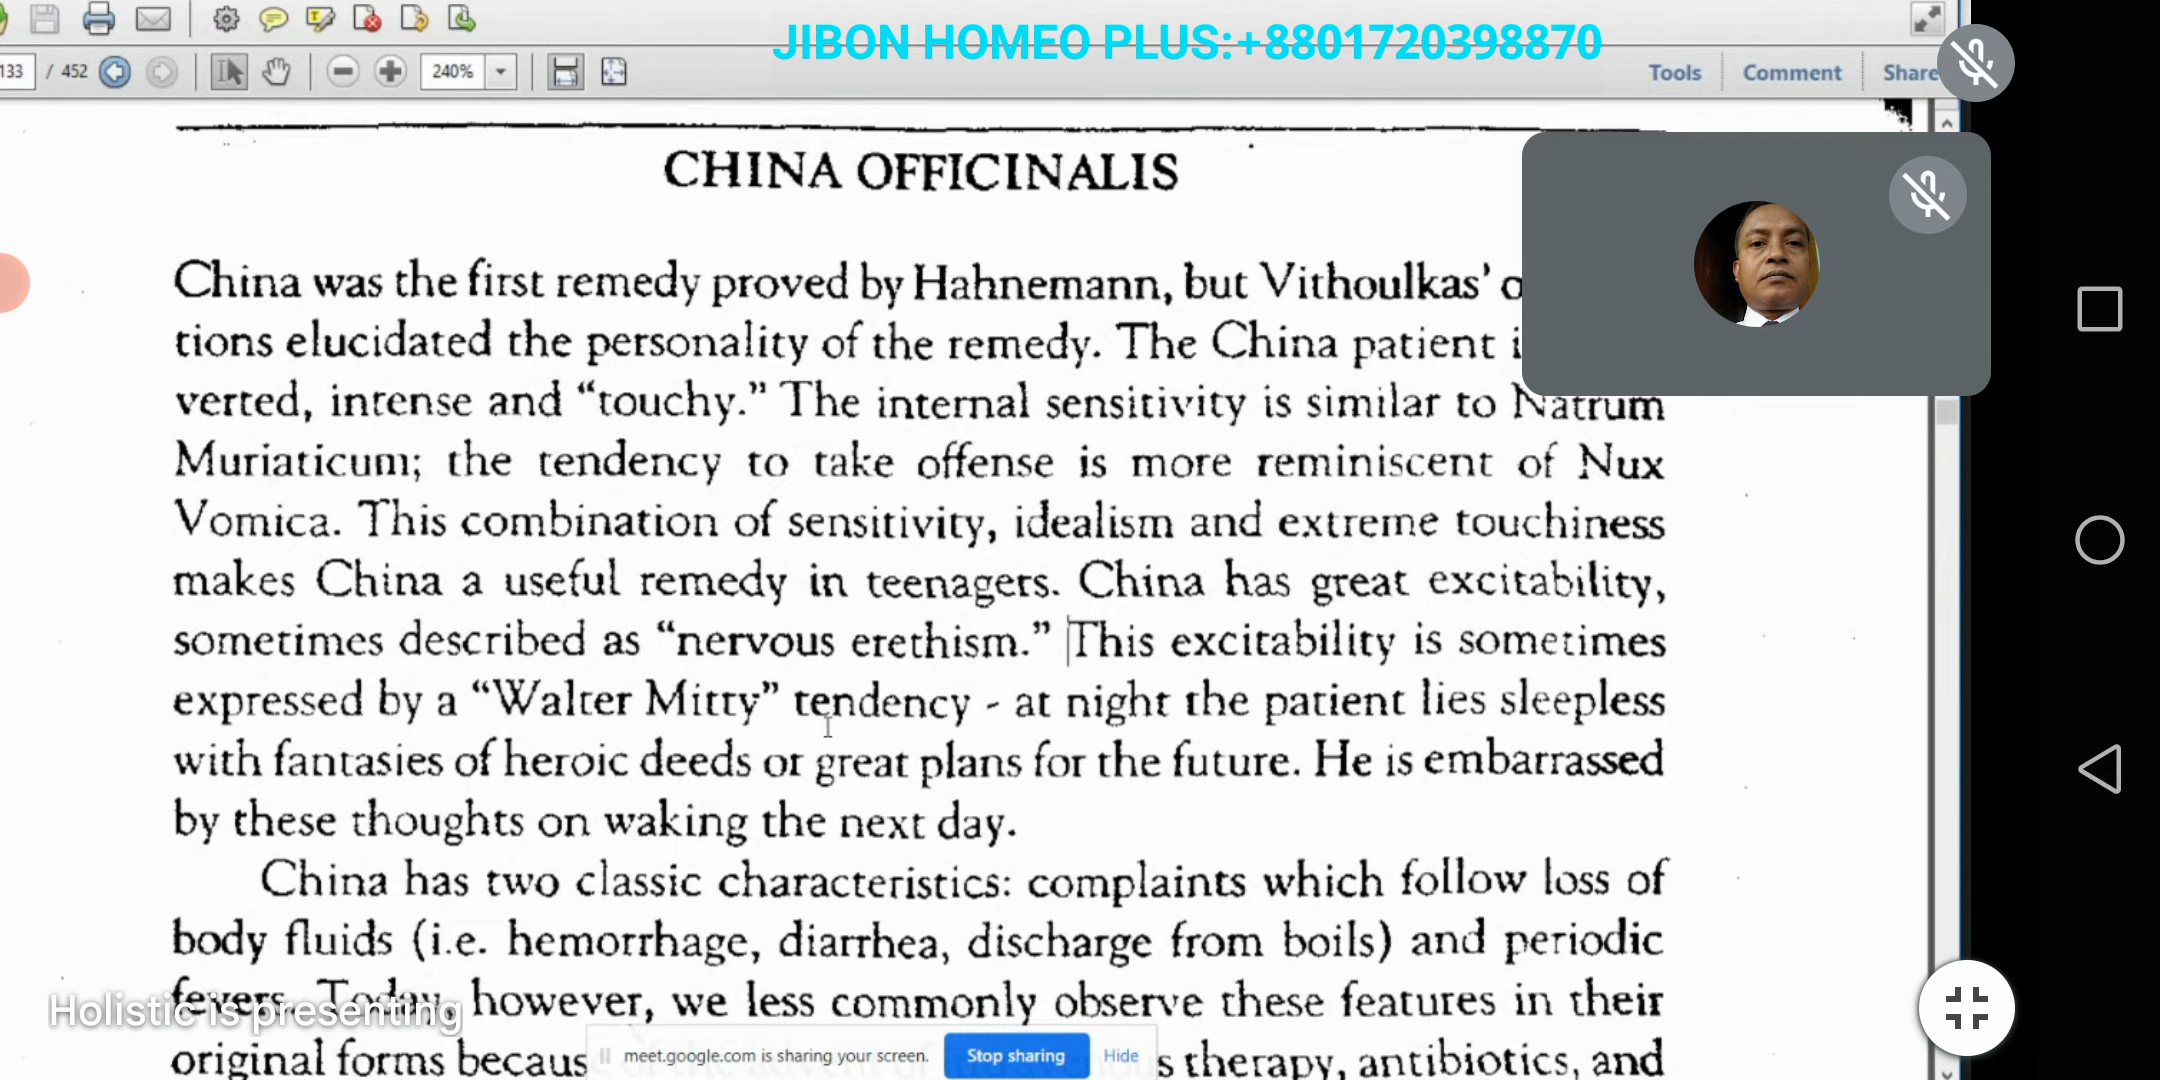 JIBON HOMEO PLUS:+8801720398870
133 / 452
240%
Tools
Comment
Share
CHINA OFFICINALIS
China was the first remedy proved by Hahnemann, but Vithoulkas'
tions elucidated the personality of the remedy. The China patient
verted, intense and “touchy.” The internal sensitivity is similar to Natrum
Muriaticum; the tendency to take offense is more reminiscent of Nux
Vomica. This combination of sensitivity, idealism and extreme touchiness
makes China a useful remedy in teenagers. China has great excitability,
sometimes described as “nervous erethism.” This excitability is sometimes
expressed by a “Walter Mitty” tendency - at night the patient lies sleepless
with fantasies of heroic deeds or great plans for the future. He is embarrassed
by these thoughts on waking the next day.
China has two classic characteristics: complaints which follow loss of
body fluids (i.e. hemorrhage, diarrhea, discharge from boils) and periodic
fevers. Today, however, we less commonly observe these features in their
Holistic is presenting
original forms becaus s therapy, antibiotics, and
meet.google.com is sharing your screen.
Stop sharing
Hide